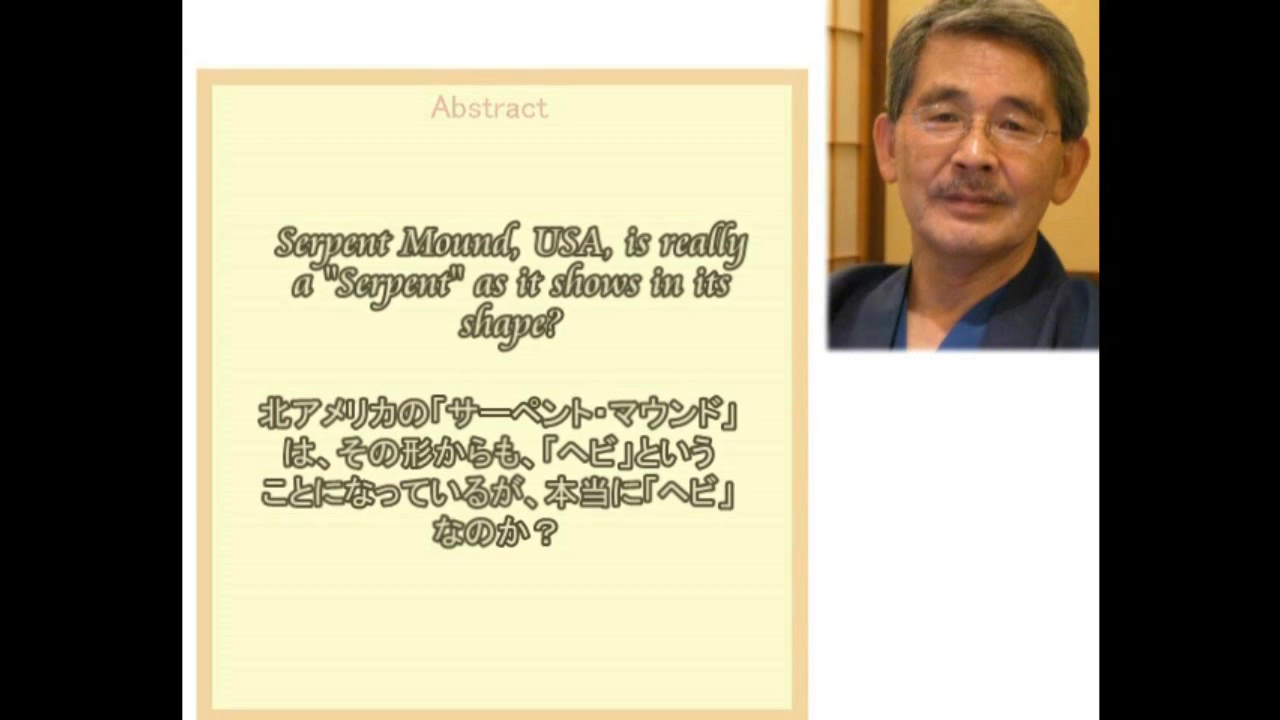 Abstract
Serpent Mound, USA, is really
a "Serpent" as it shows in its
shape?
北アメリカの「サーペント・マウンド」
は、その形からも、「ヘビ」という
ことになっているが、本当に「ヘビ」
なのか？